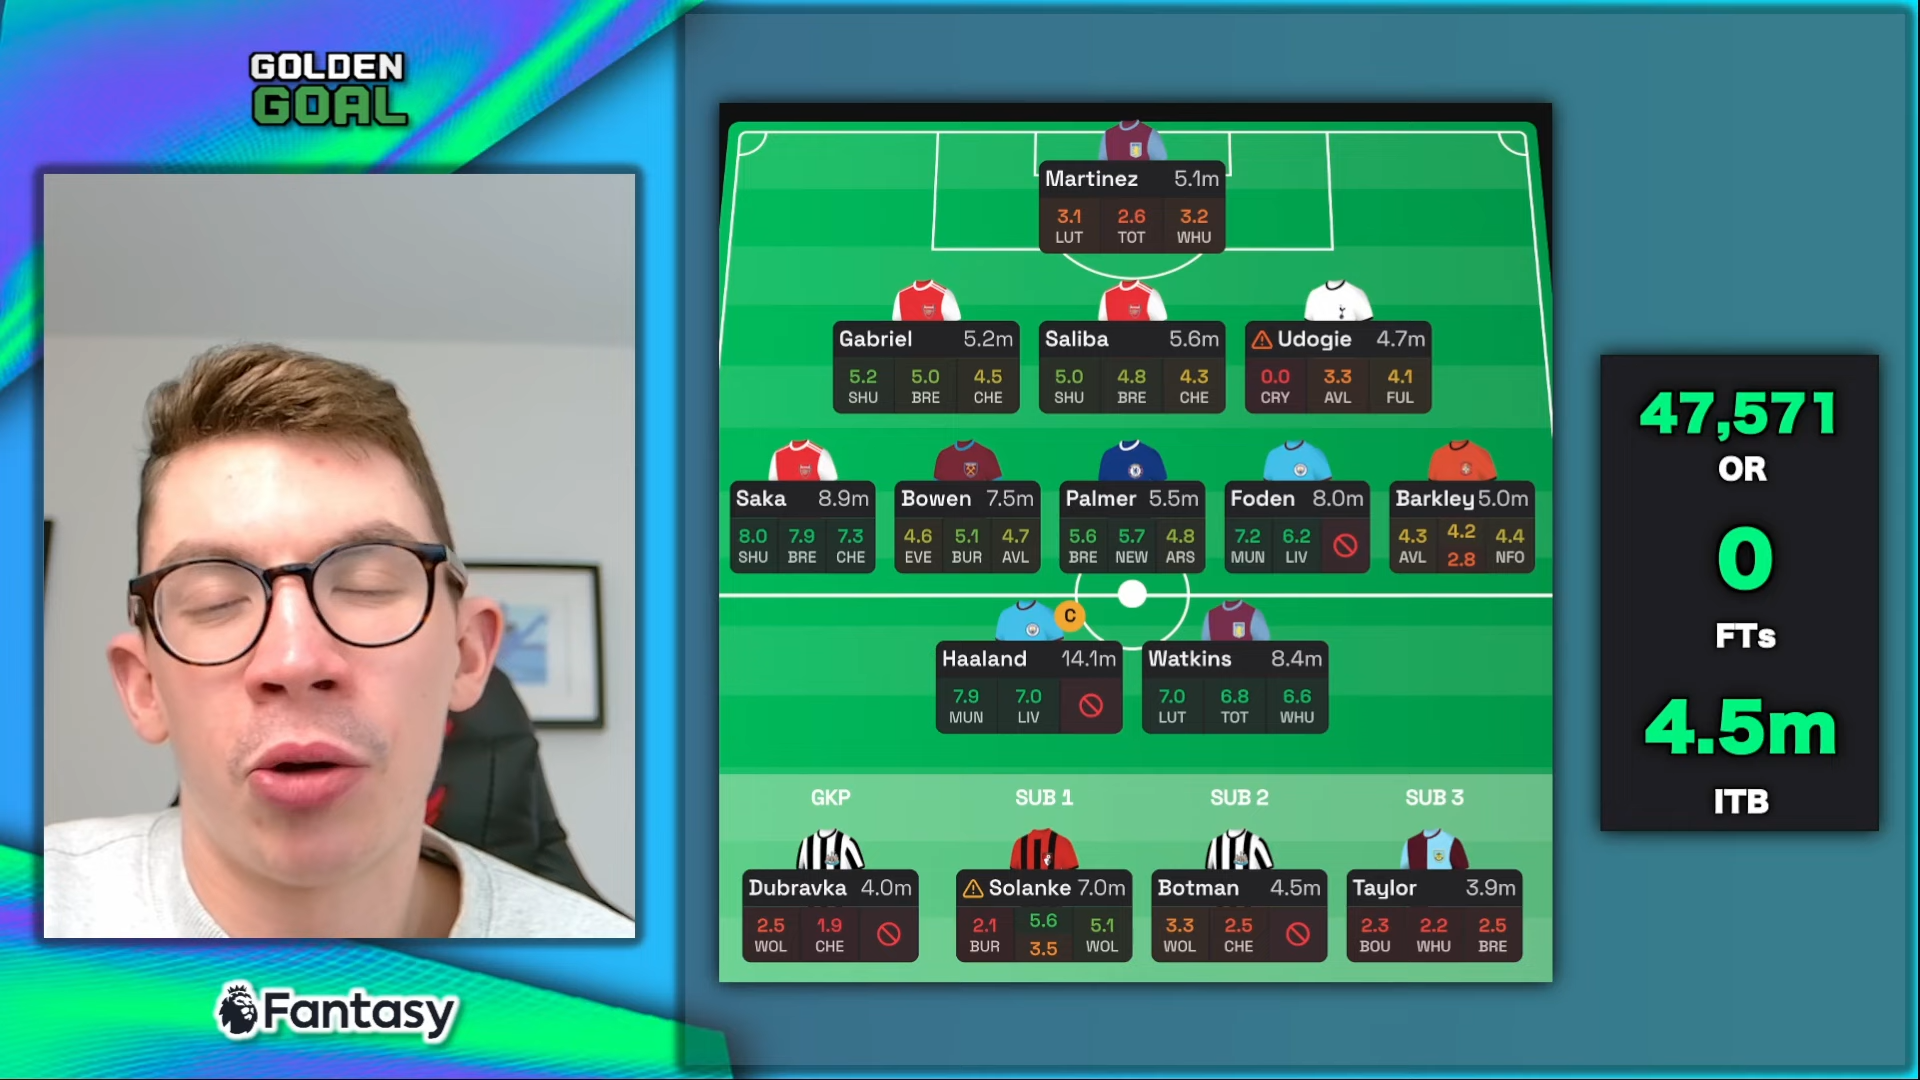 GOLDEN
GOAL
Martinez 5.1m
3.1 2.6 3.2
LUT TOT WHU
Gabriel 5.2m
5.2 5.0 4.5
SHU BRE CHE
Saliba 5.6m
5.0 4.8 4.3
SHU BRE CHE
Udogie 4.7m
0.0 3.3 4.1
CRY AVL FUL
Saka 8.9m
8.0 7.9 7.3
SHU BRE CHE
Bowen 7.5m
4.6 5.1 4.7
EVE BUR AVL
Palmer 5.5m
5.6 5.7 4.8
BRE NEW ARS
Foden 8.0m
7.2 6.2
MUN LIV
Barkley 5.0m
4.3 4.2 4.4
AVL 2.8 NFO
C
Haaland 14.1m
7.9 7.0
MUN LIV
Watkins 8.4m
7.0 6.8 6.6
LUT TOT WHU
GKP SUB 1 SUB 2 SUB 3
Dubravka 4.0m
2.5 1.9
WOL CHE
Solanke 7.0m
2.1 5.6 5.1
BUR 3.5 WOL
Botman 4.5m
3.3 2.5
WOL CHE
Taylor 3.9m
2.3 2.2 2.5
BOU WHU BRE
47,571
OR
0
FTs
4.5m
ITB
Fantasy